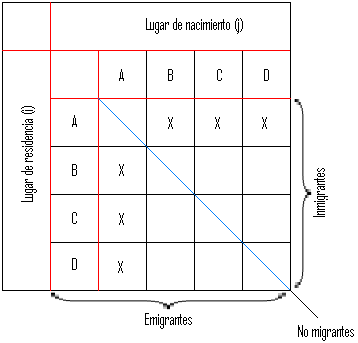 Lugar de nacimiento (j)
Lugar de residencia (i)
A B C D
A X X X
B X
C X
D X
Inmigrantes
Emigrantes
No migrantes